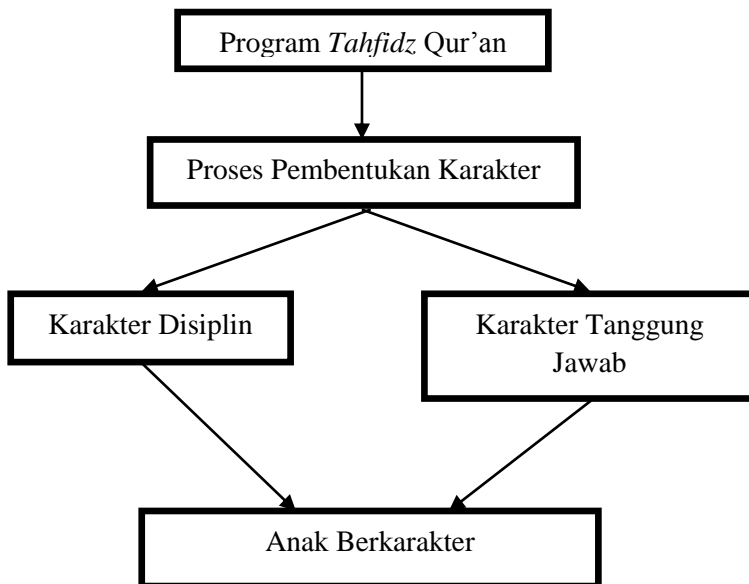 Program Tahfidz Qur’an
Proses Pembentukan Karakter
Karakter Disiplin
Karakter Tanggung
Jawab
Anak Berkarakter